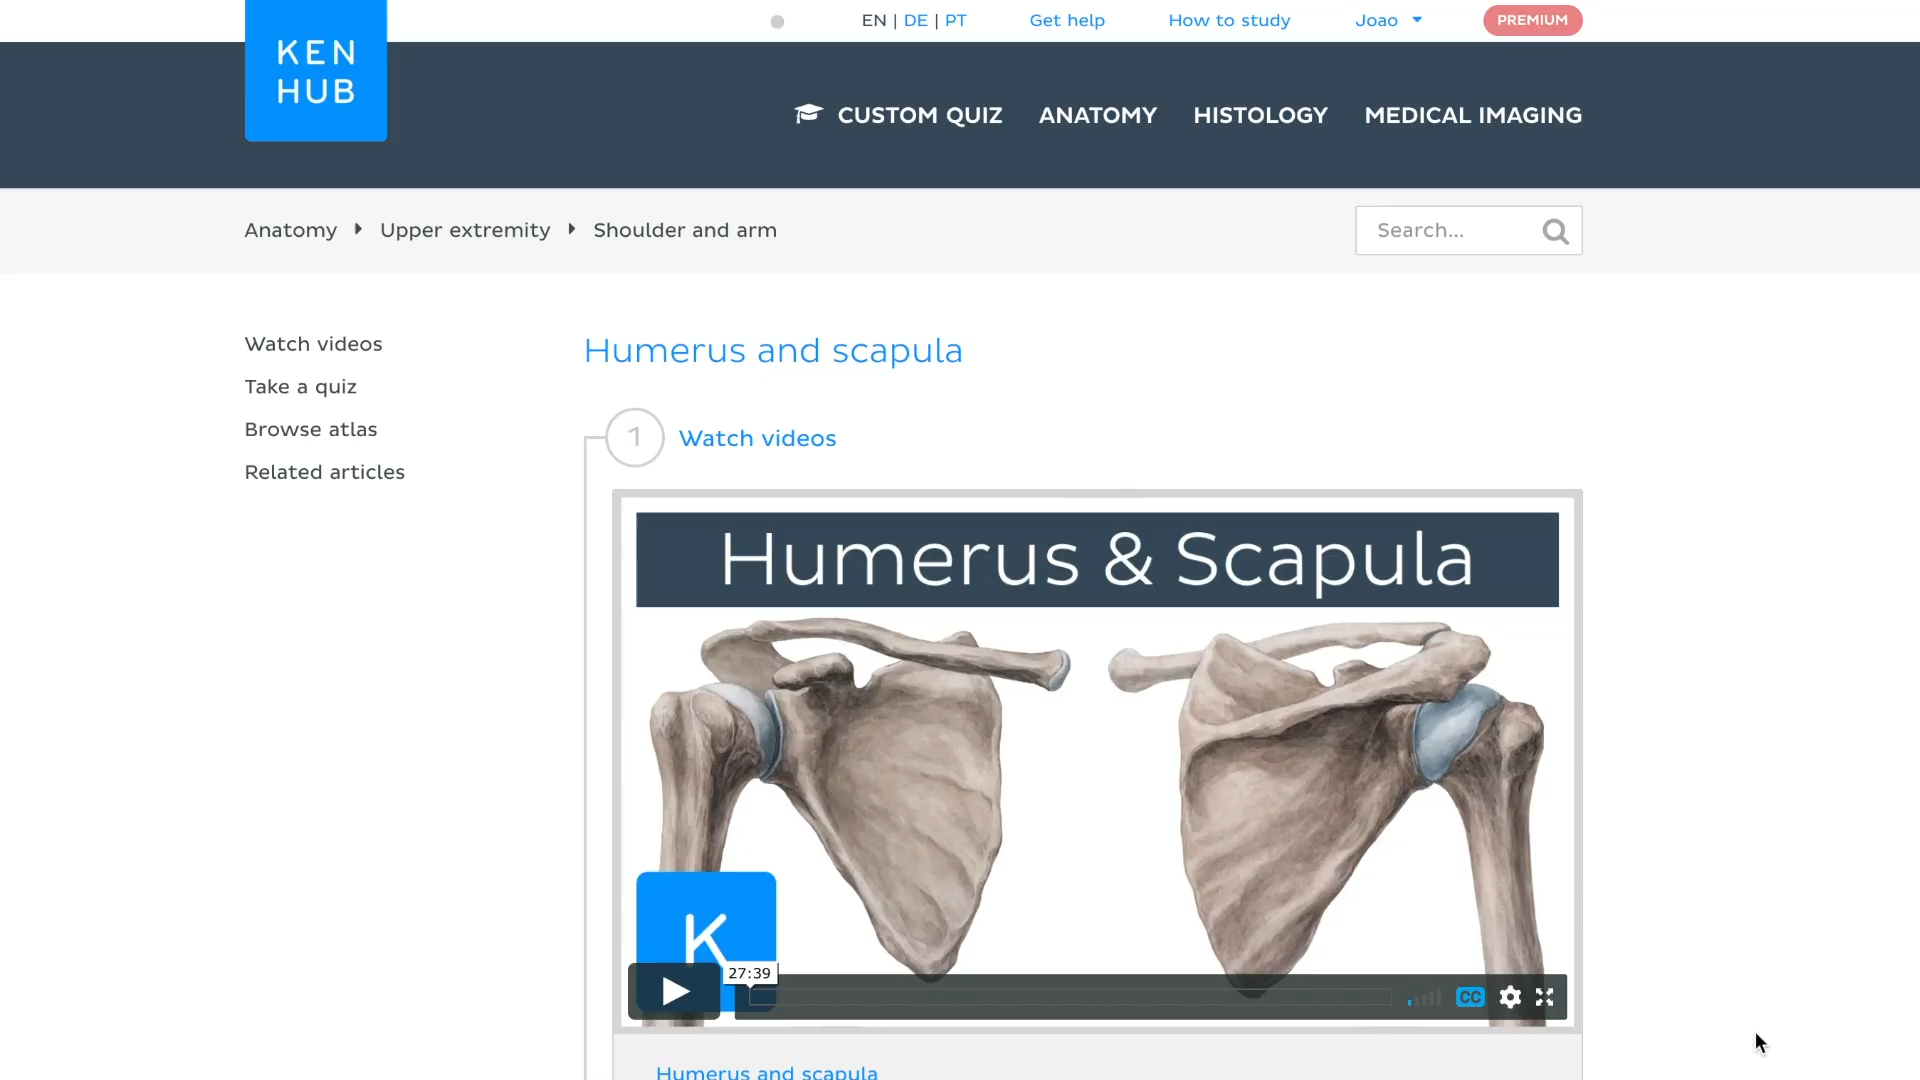 EN | DE | PT
Get help
How to study
Joao
PREMIUM
KEN
HUB
CUSTOM QUIZ
ANATOMY
HISTOLOGY
MEDICAL IMAGING
Anatomy
Upper extremity
Shoulder and arm
Search...
Watch videos
Take a quiz
Browse atlas
Related articles
Humerus and scapula
1
Watch videos
Humerus & Scapula
K
27:39
CC
Humerus and scapula